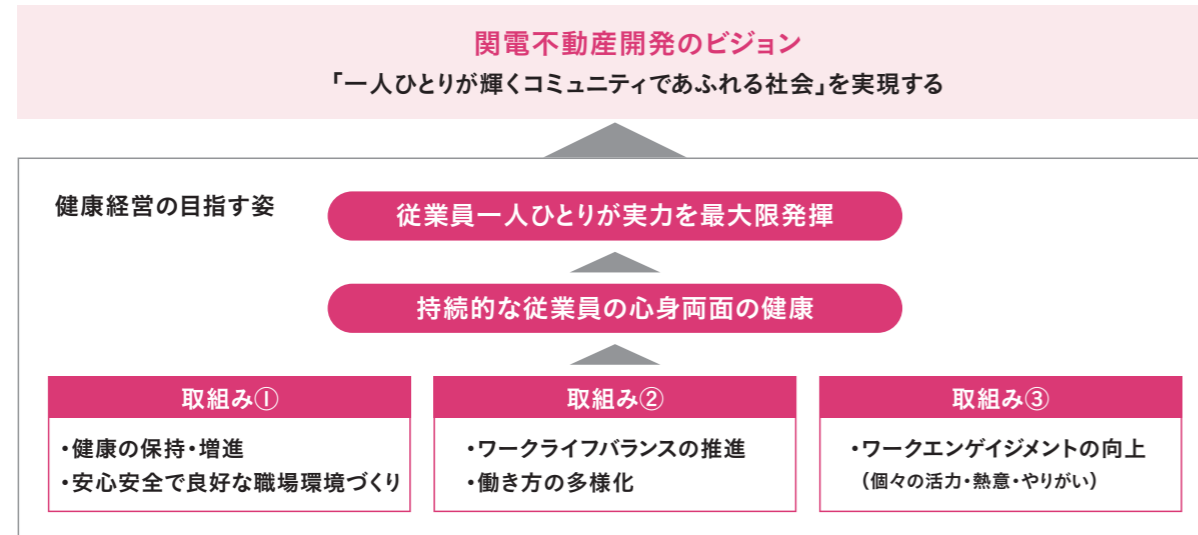 関電不動産開発のビジョン
「一人ひとりが輝くコミュニティであふれる社会」を実現する
健康経営の目指す姿
従業員一人ひとりが実力を最大限発揮
持続的な従業員の心身両面の健康
取組み①
・健康の保持・増進
・安心安全で良好な職場環境づくり
取組み②
・ワークライフバランスの推進
・働き方の多様化
取組み③
・ワークエンゲイジメントの向上
（個々の活力・熱意・やりがい）